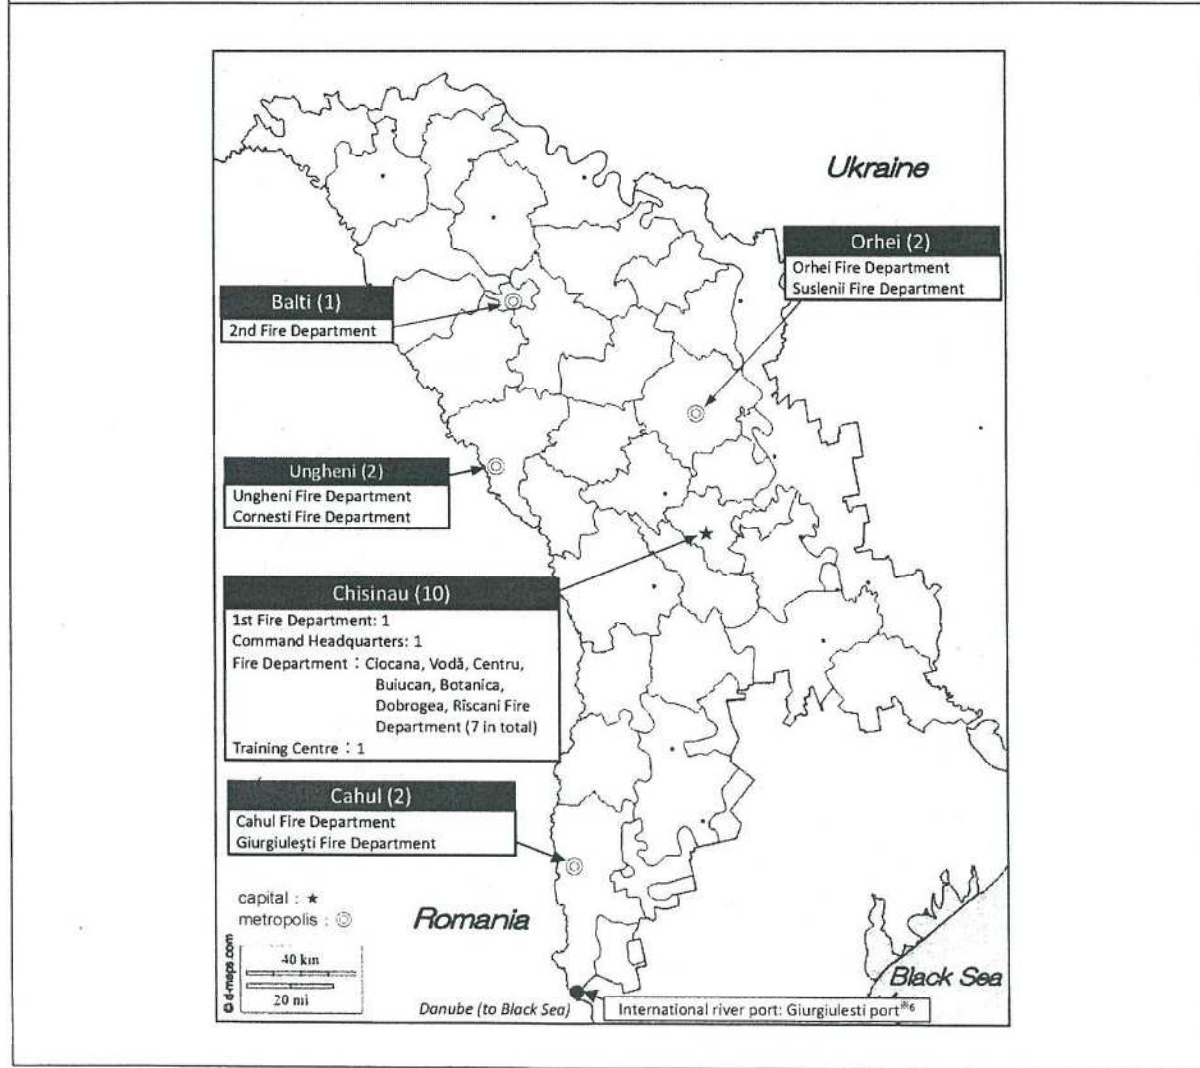 Ukraine
Orhei (2)
Orhei Fire Department
Suslenii Fire Department
Balti (1)
2nd Fire Department
Ungheni (2)
Ungheni Fire Department
Cornesti Fire Department
Chisinau (10)
1st Fire Department: 1
Command Headquarters: 1
Fire Department : Ciocana, Vodă, Centru,
Buiucan, Botanica,
Dobrogea, Rîscani Fire
Department (7 in total)
Training Centre : 1
Cahul (2)
Cahul Fire Department
Giurgiuleşti Fire Department
capital : ★
metropolis : ◎
Romania
© d-maps.com
40 km
20 mi
Black Sea
Danube (to Black Sea)
International river port: Giurgiulesti port※6